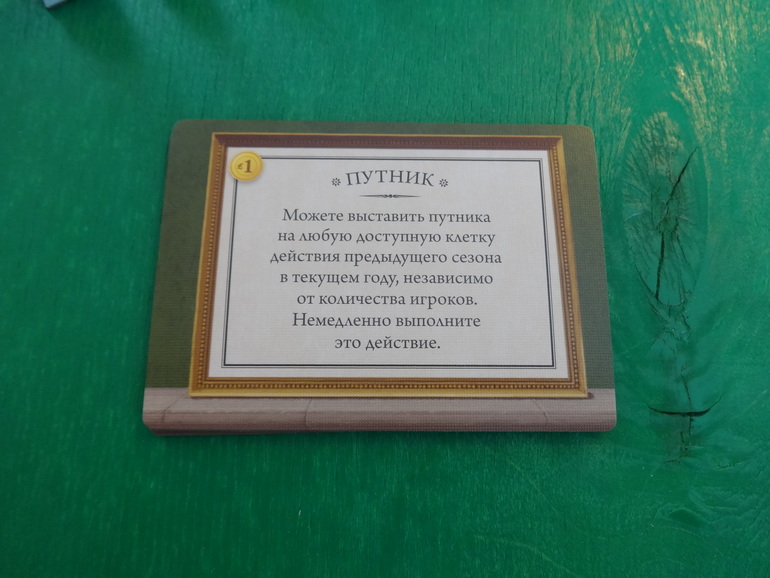 1
ПУТНИК
Можете выставить путника
на любую доступную клетку
действия предыдущего сезона
в текущем году, независимо
от количества игроков.
Немедленно выполните
это действие.